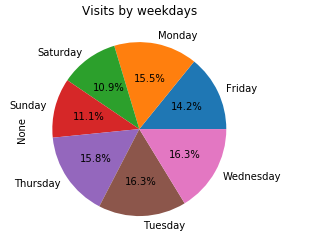 Visits by weekdays
Monday
Saturday
15.5%
Friday
10.9%
14.2%
Sunday
11.1%
None
15.8%
16.3%
Thursday
16.3%
Wednesday
Tuesday